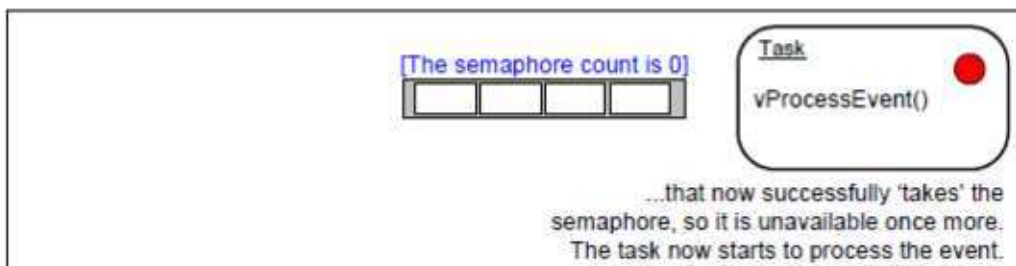 [The semaphore count is 0]
Task
vProcessEvent()
...that now successfully ‘takes’ the
semaphore, so it is unavailable once more.
The task now starts to process the event.